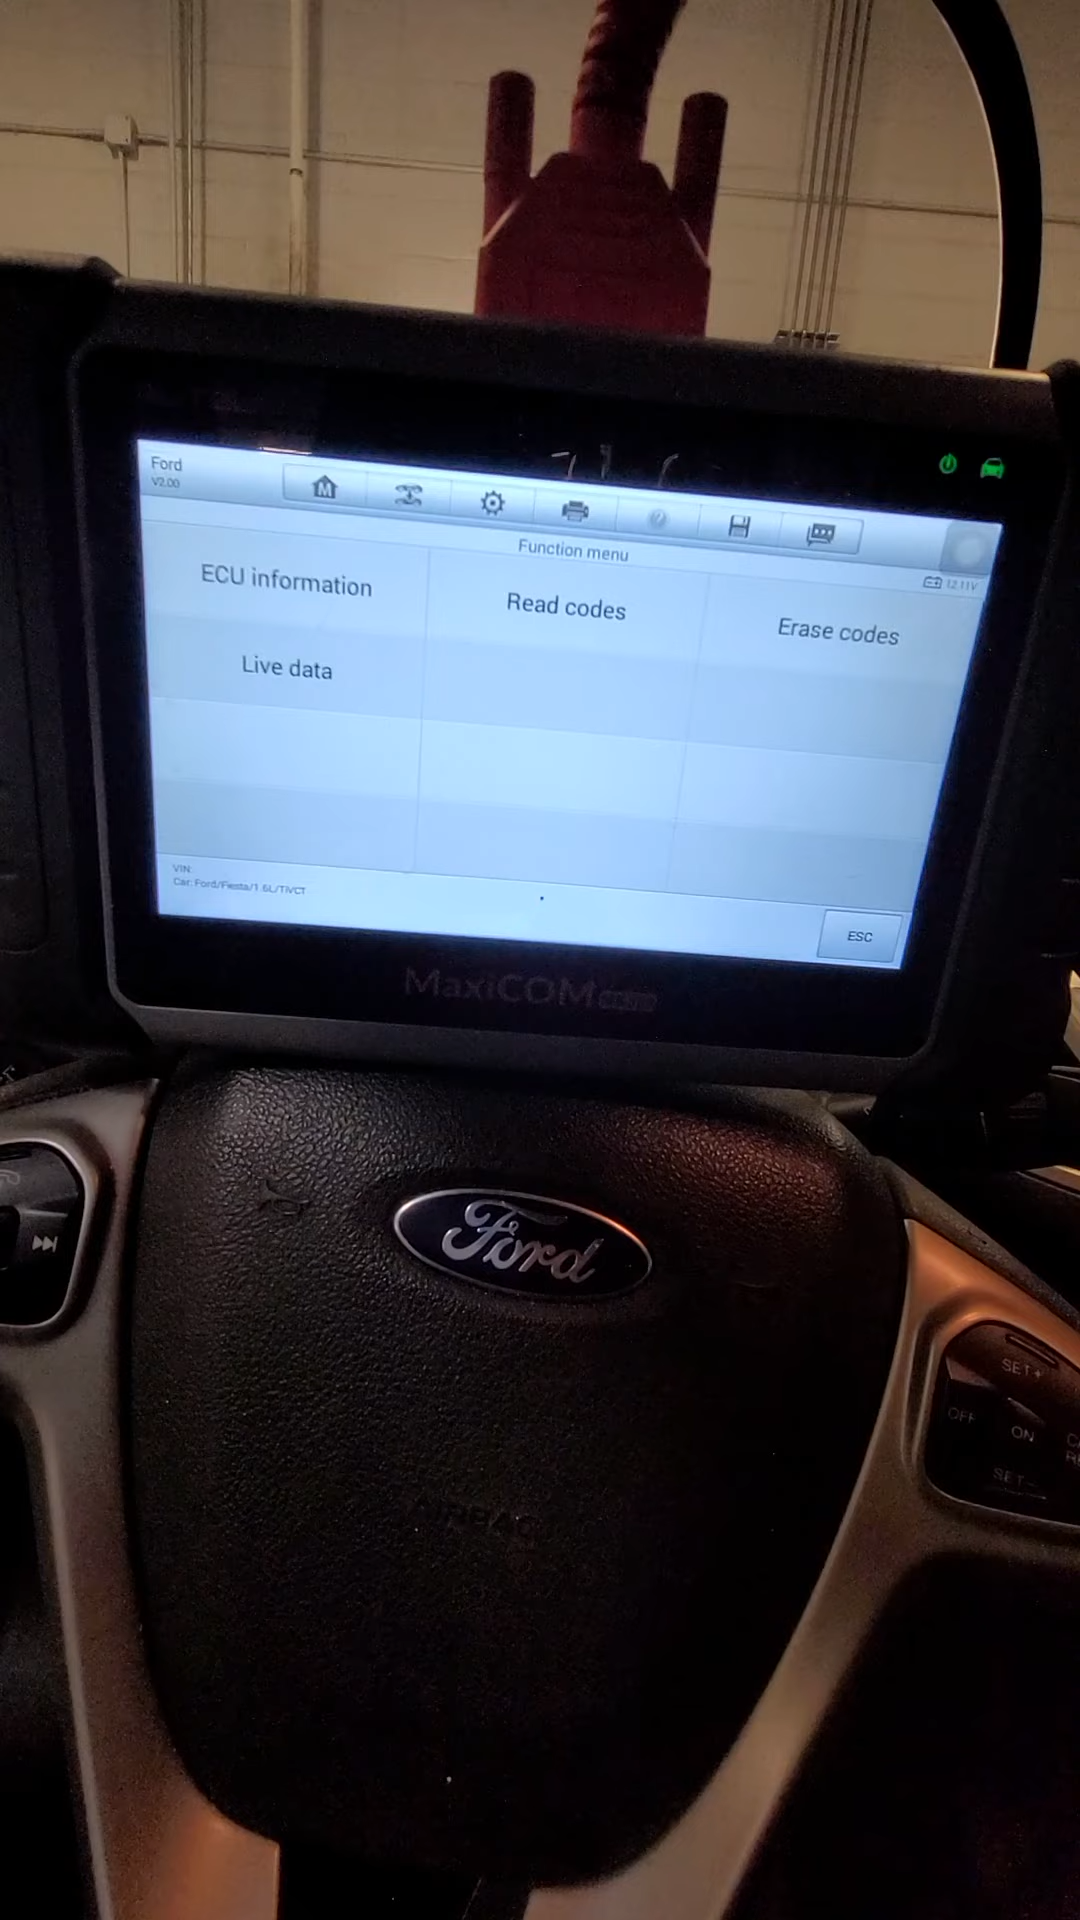 Ford
V2.00
Function menu
12.11V
ECU information
Read codes
Erase codes
Live data
VIN:
Car: Ford/Fiesta/1.6L/TIVCT
ESC
MaxiCOM
Ford
SET+
OFF
ON
SET-
AIRBAG